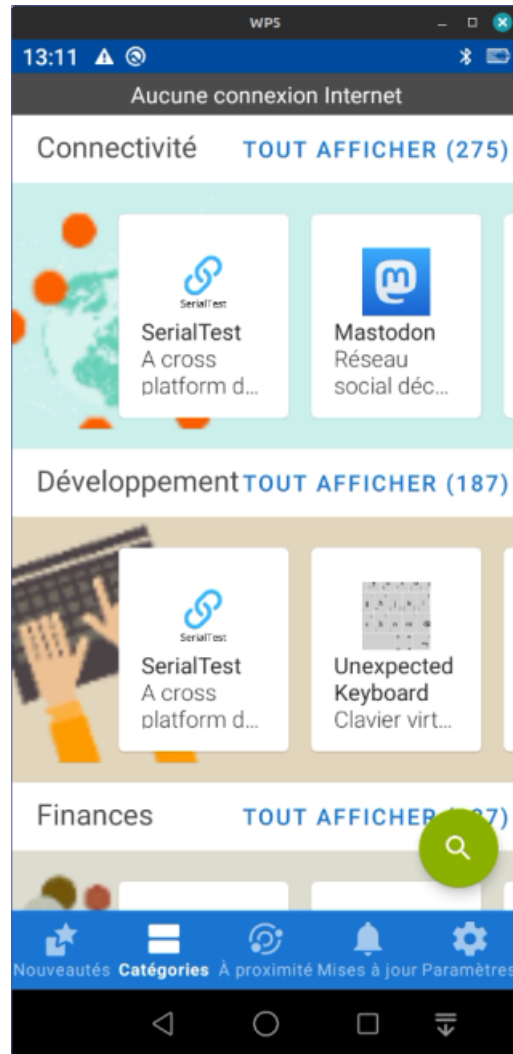 WP5
13:11
Aucune connexion Internet
Connectivité TOUT AFFICHER (275)
SerialTest
SerialTest
A cross
platform d...
Mastodon
Réseau
social déc...
Développement TOUT AFFICHER (187)
SerialTest
SerialTest
A cross
platform d...
Unexpected
Keyboard
Clavier virt...
Finances TOUT AFFICHER
Nouveautés Catégories À proximité Mises à jour Paramètres